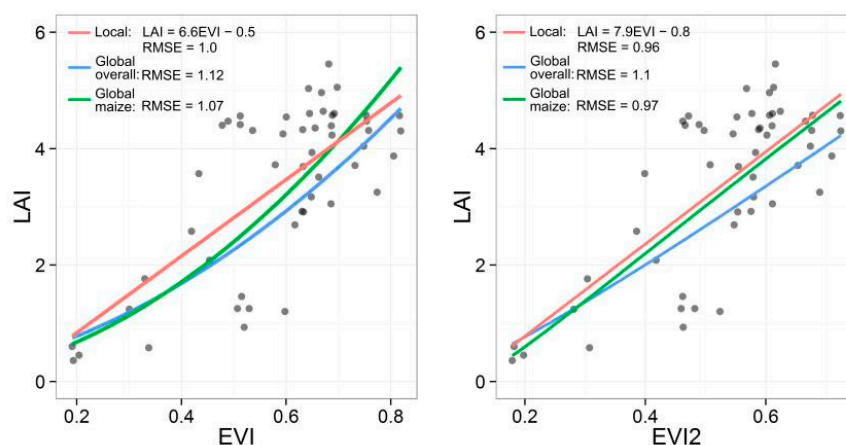 Local: LAI = 6.6EVI − 0.5
RMSE = 1.0
Global
overall: RMSE = 1.12
Global
maize: RMSE = 1.07
6
4
2
0
LAI
0.2 0.4 0.6 0.8
EVI
Local: LAI = 7.9EVI − 0.8
RMSE = 0.96
Global
overall: RMSE = 1.1
Global
maize: RMSE = 0.97
6
4
2
0
LAI
0.2 0.4 0.6
EVI2